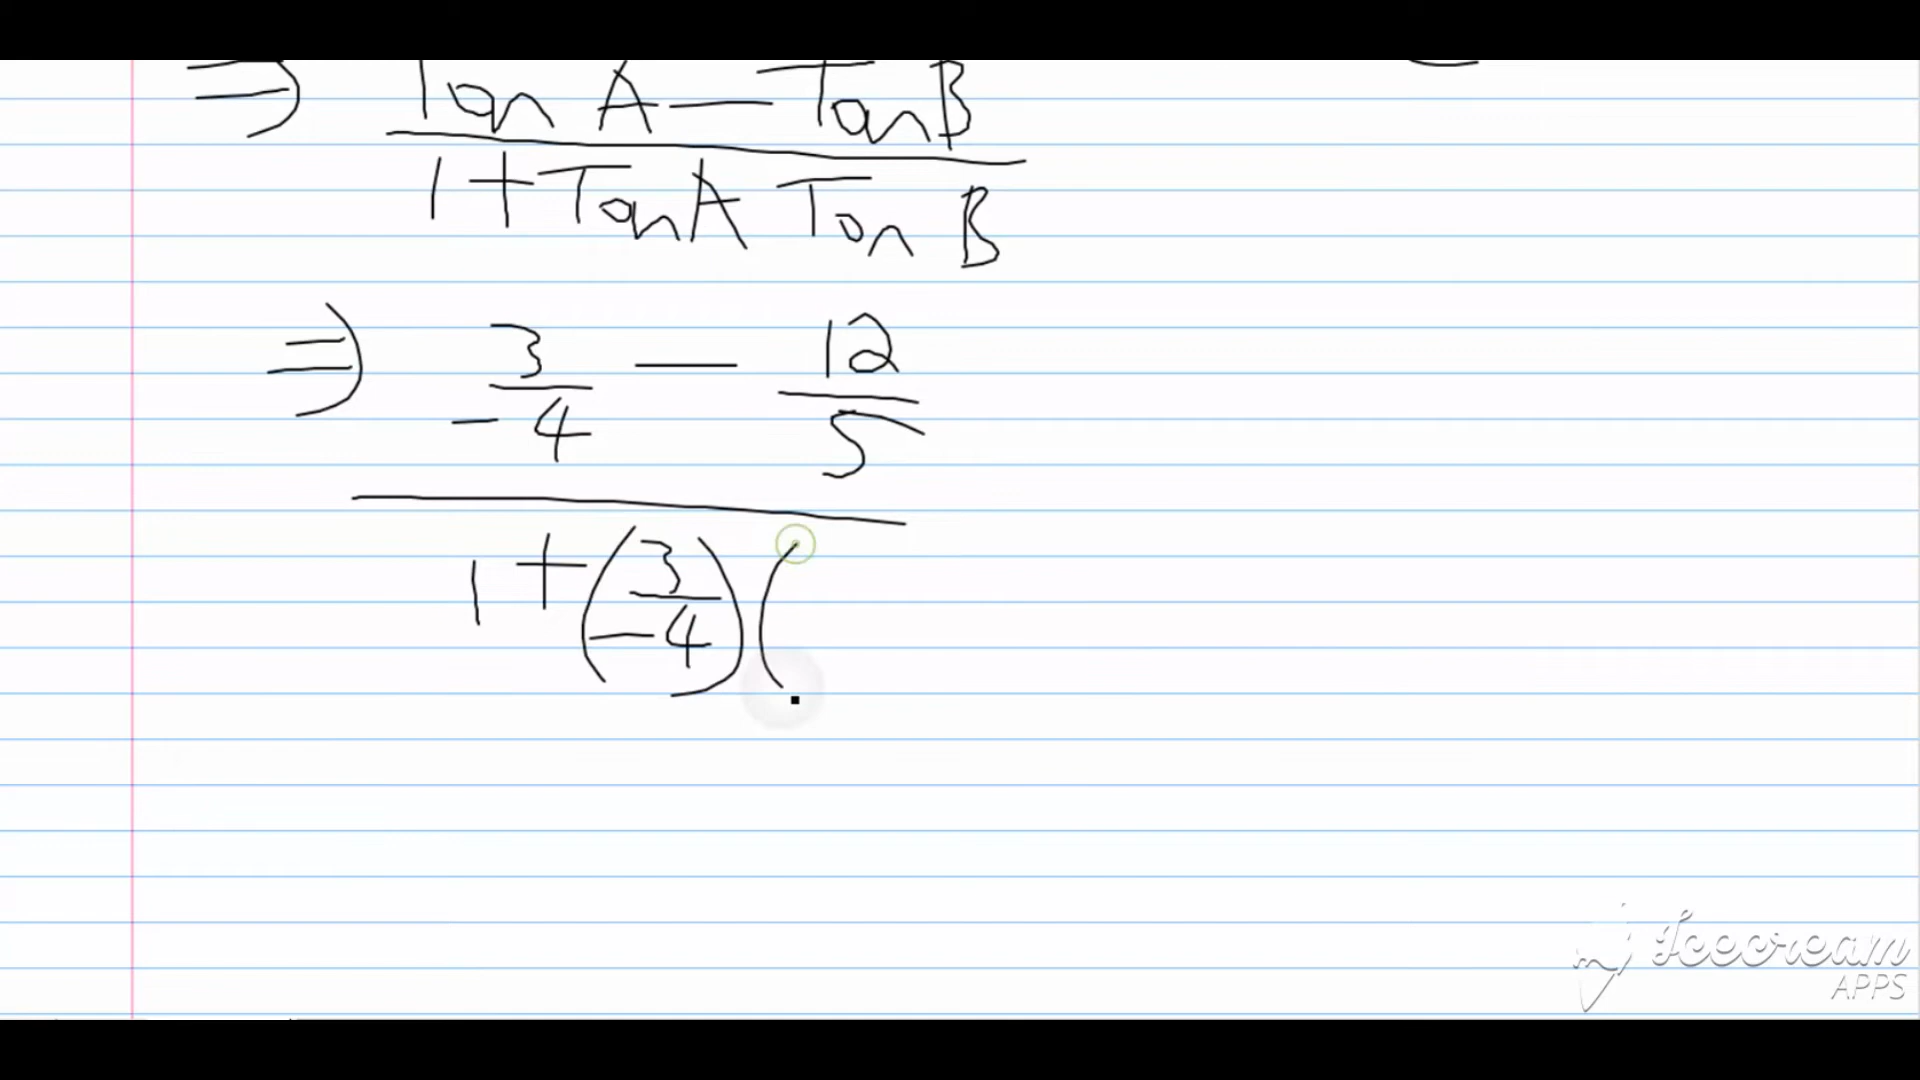 ⇒ Tan A — Tan B
1 + Tan A Tan B
⇒ 3 — 12
- 4 5
1 + (3/-4) (
Icecream
APPS